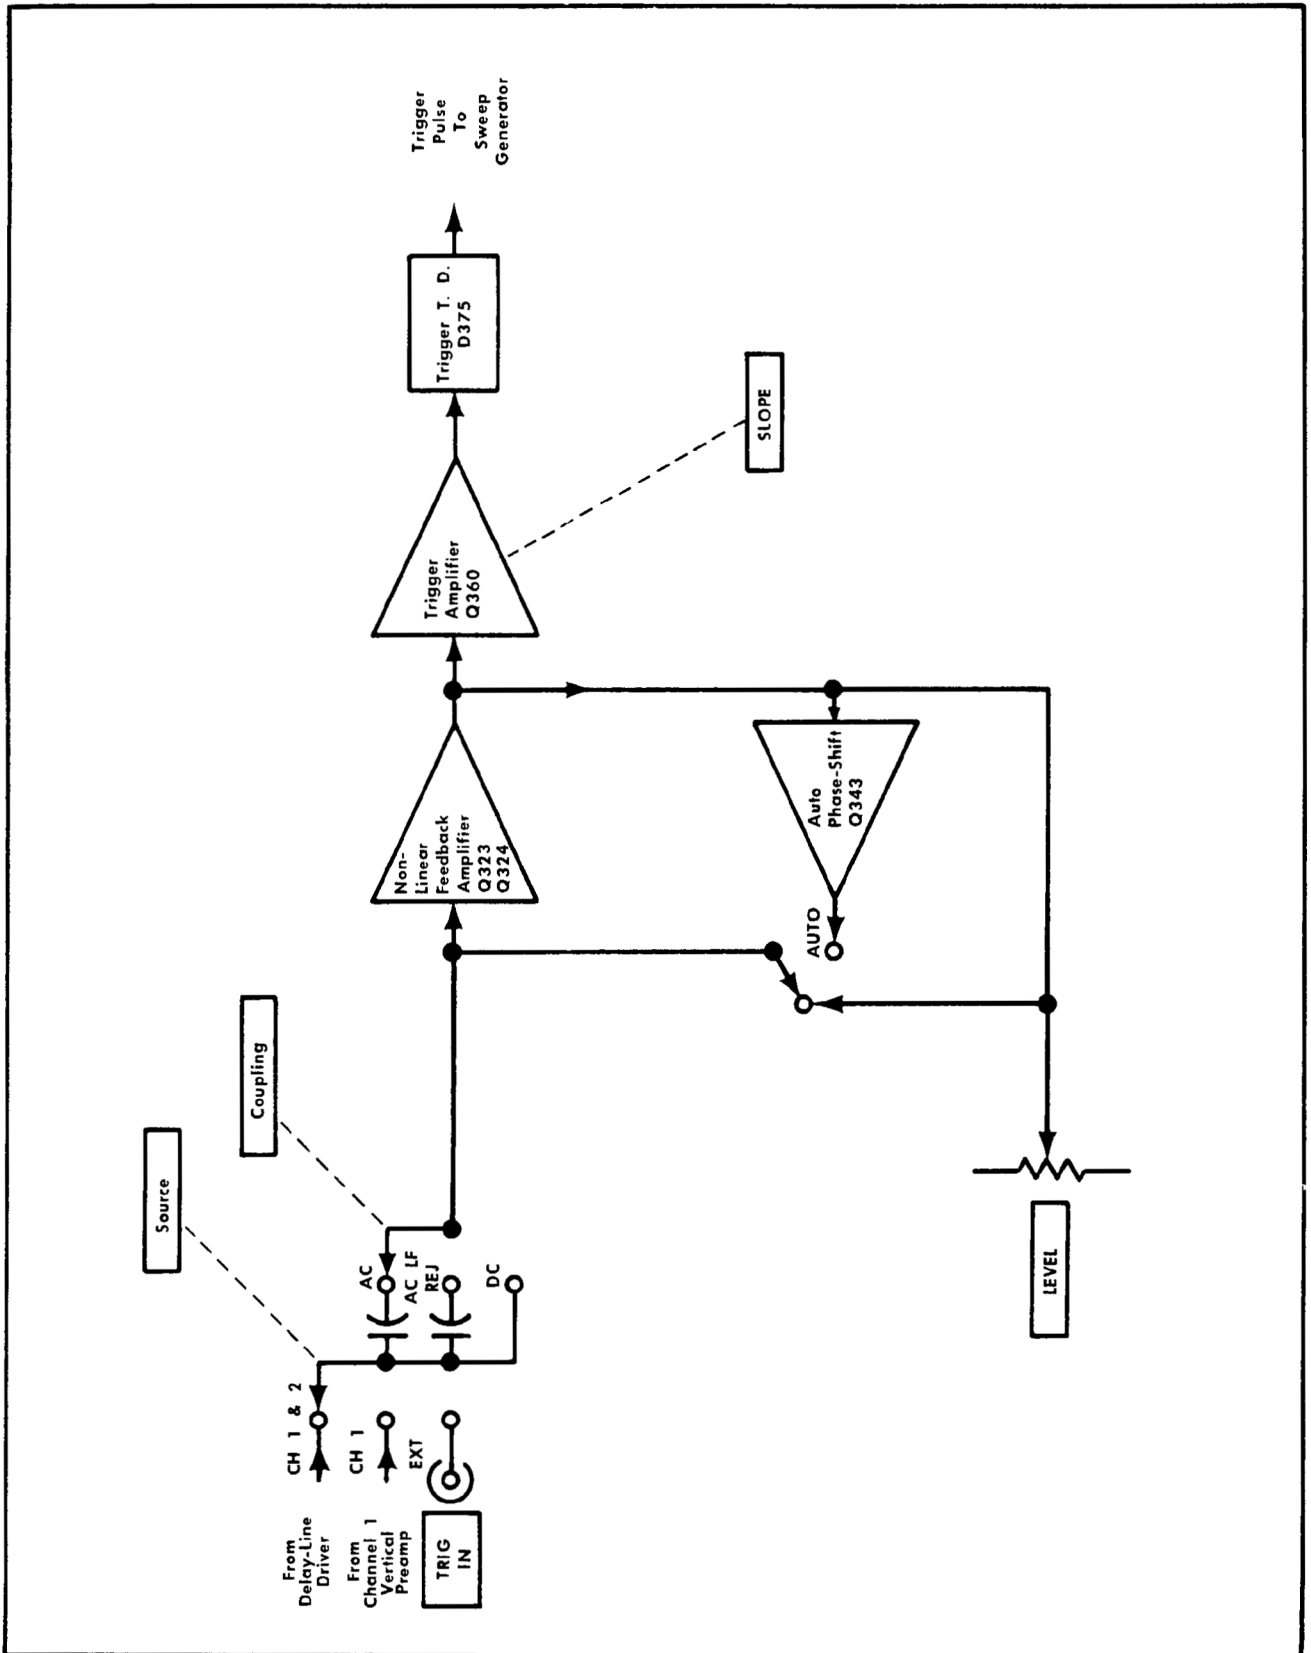 From
Delay-Line
Driver
CH 1 & 2
From
Channel 1
Vertical
Preamp
CH 1
TRIG
IN
EXT
Source
Coupling
AC
AC LF
REJ
DC
Non-
Linear
Feedback
Amplifier
Q323
Q324
Trigger
Amplifier
Q360
Trigger T. D.
D375
Trigger
Pulse
To
Sweep
Generator
SLOPE
AUTO
Auto
Phase-Shift
Q343
LEVEL